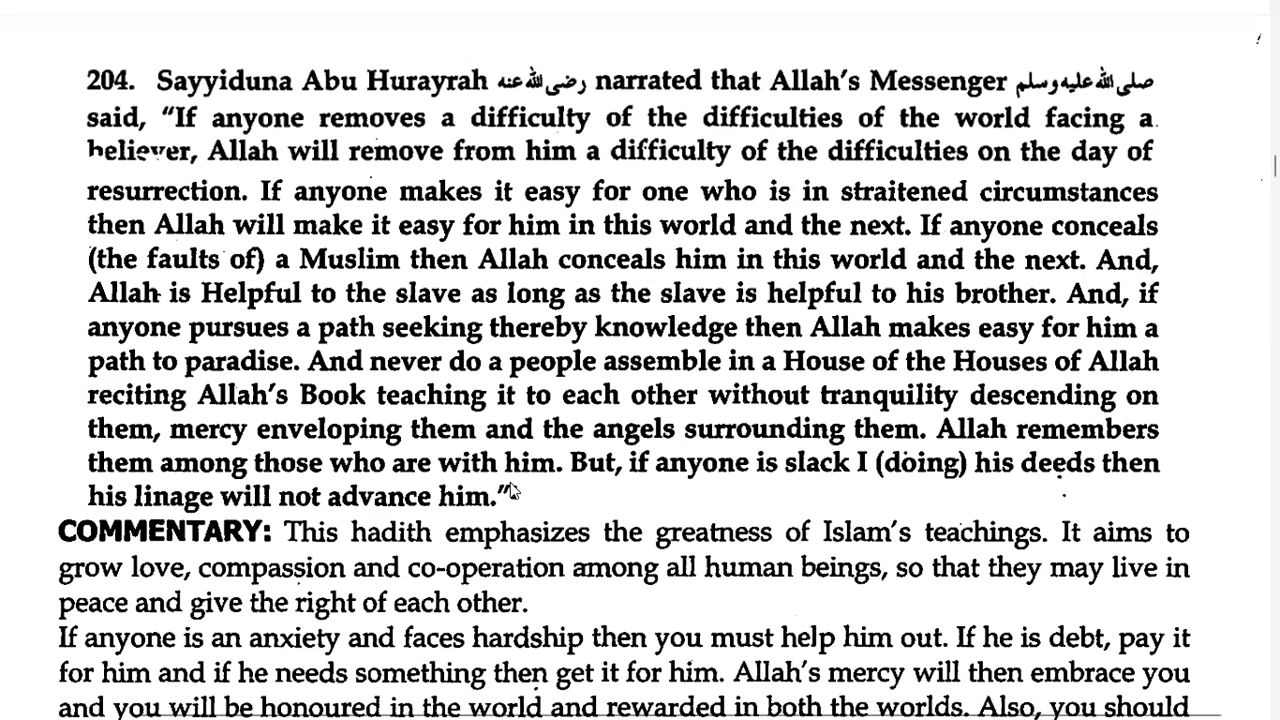 204. Sayyiduna Abu Hurayrah رضی اللہ عنہ narrated that Allah's Messenger صلی اللہ علیہ وسلم
said, "If anyone removes a difficulty of the difficulties of the world facing a
believer, Allah will remove from him a difficulty of the difficulties on the day of
resurrection. If anyone makes it easy for one who is in straitened circumstances
then Allah will make it easy for him in this world and the next. If anyone conceals
(the faults of) a Muslim then Allah conceals him in this world and the next. And,
Allah is Helpful to the slave as long as the slave is helpful to his brother. And, if
anyone pursues a path seeking thereby knowledge then Allah makes easy for him a
path to paradise. And never do a people assemble in a House of the Houses of Allah
reciting Allah's Book teaching it to each other without tranquility descending on
them, mercy enveloping them and the angels surrounding them. Allah remembers
them among those who are with him. But, if anyone is slack I (doing) his deeds then
his linage will not advance him."
COMMENTARY: This hadith emphasizes the greatness of Islam's teachings. It aims to
grow love, compassion and co-operation among all human beings, so that they may live in
peace and give the right of each other.
If anyone is an anxiety and faces hardship then you must help him out. If he is debt, pay it
for him and if he needs something then get it for him. Allah's mercy will then embrace you
and you will be honoured in the world and rewarded in both the worlds. Also, you should